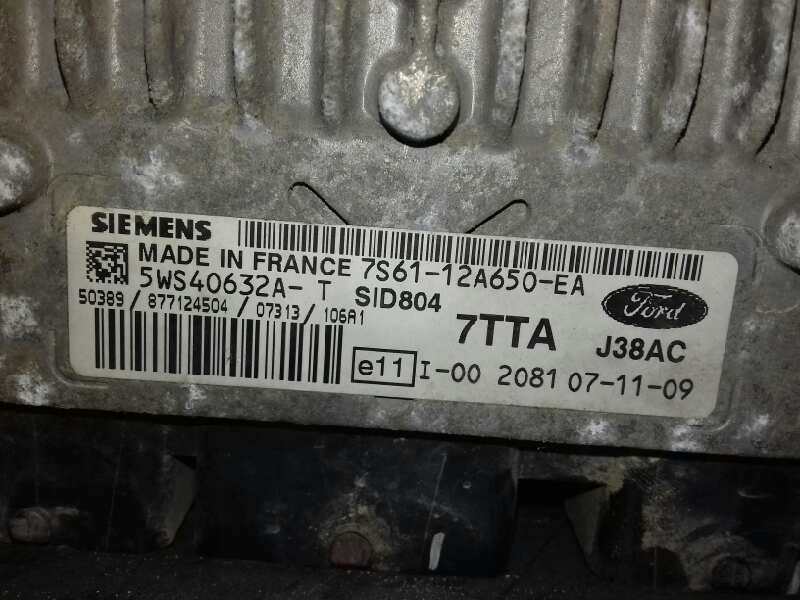 SIEMENS
MADE IN FRANCE 7S61-12A650-EA
5WS40632A-T SID804
50389 / 877124504 / 07313 / 106A1
7TTA J38AC
Ford
e11 I-00 2081 07-11-09